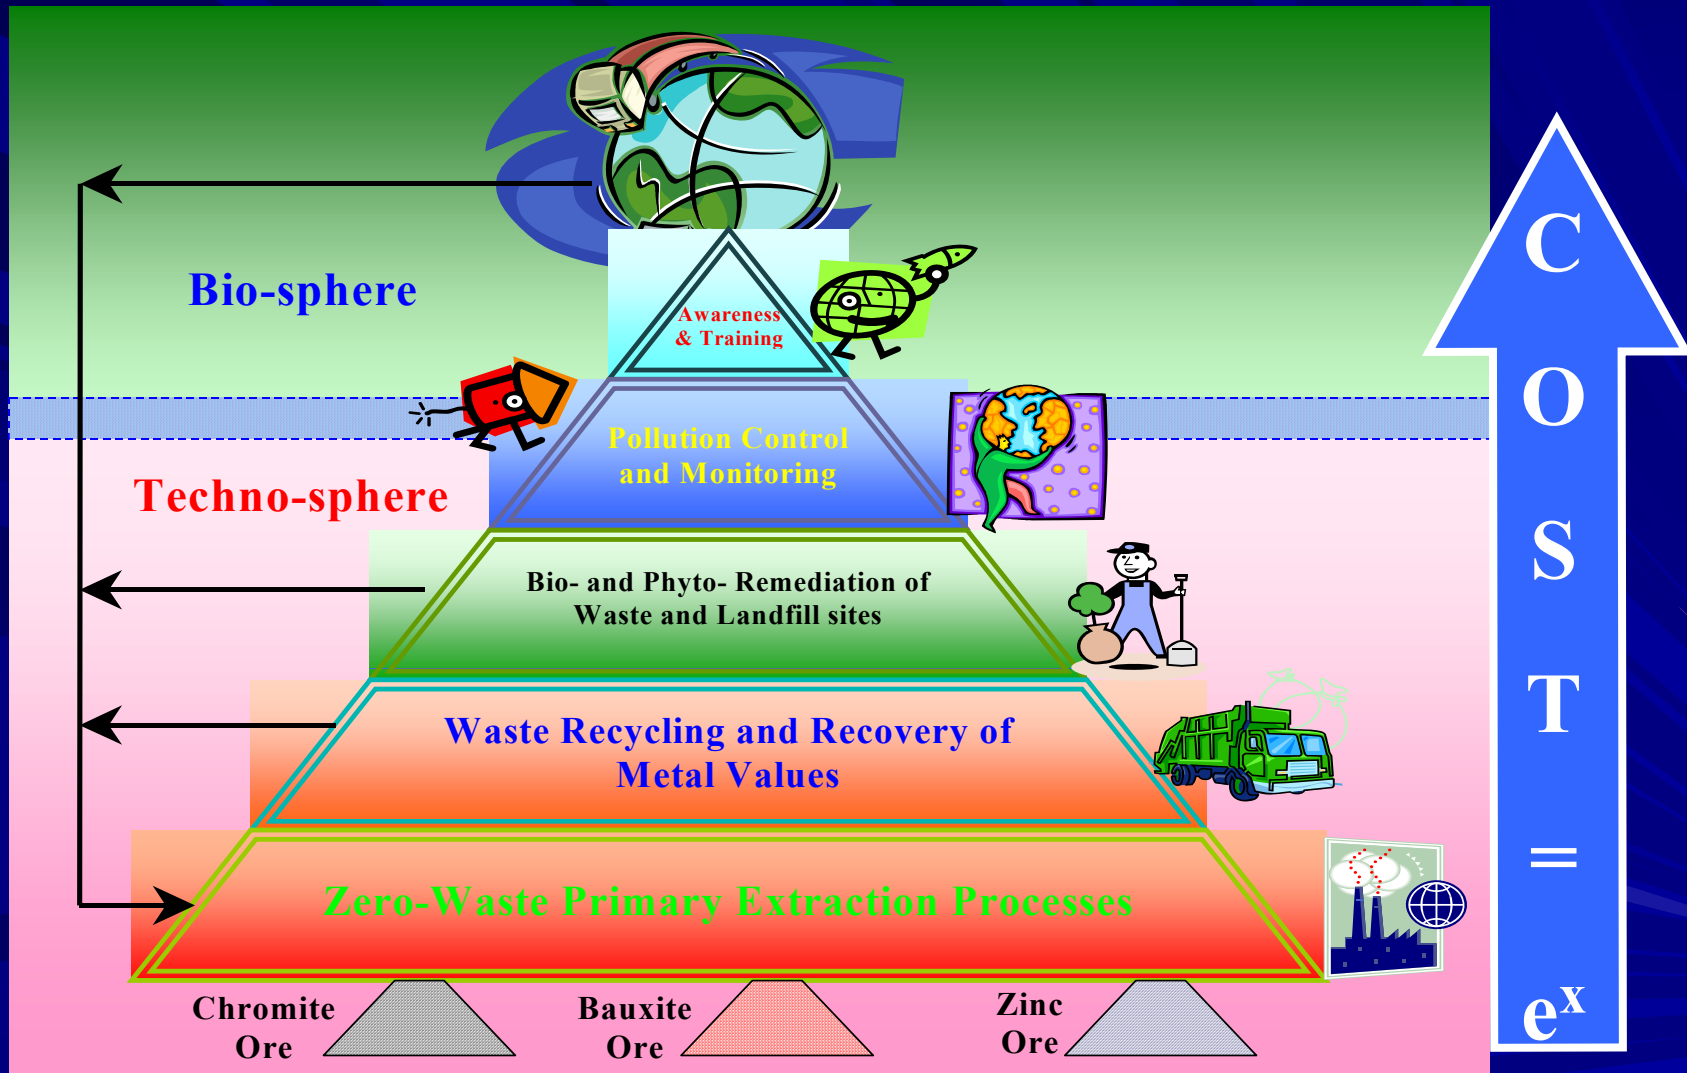 Bio-sphere
Awareness
& Training
Techno-sphere
Pollution Control
and Monitoring
Bio- and Phyto- Remediation of
Waste and Landfill sites
Waste Recycling and Recovery of
Metal Values
Zero-Waste Primary Extraction Processes
Chromite
Ore
Bauxite
Ore
Zinc
Ore
C
O
S
T
=
e^x